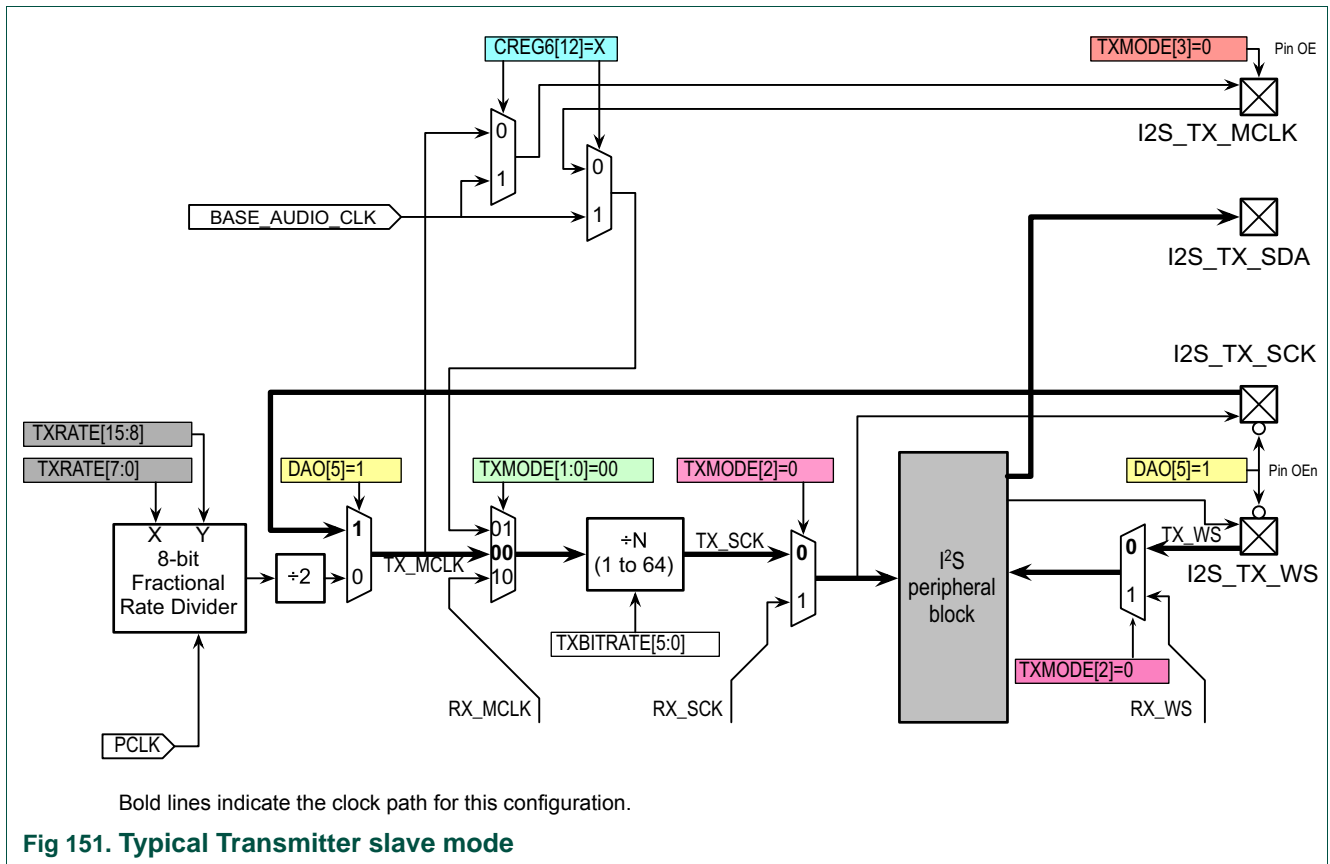 CREG6[12]=X
TXMODE[3]=0
Pin OE
0
1
I2S_TX_MCLK
0
1
BASE_AUDIO_CLK
I2S_TX_SDA
I2S_TX_SCK
TXRATE[15:8]
TXRATE[7:0]
DAO[5]=1
TXMODE[1:0]=00
TXMODE[2]=0
DAO[5]=1
Pin OEn
X Y
8-bit
Fractional
Rate Divider
÷2
1
0
TX_MCLK
01
00
10
÷N
(1 to 64)
TX_SCK
0
1
I²S
peripheral
block
0
1
TX_WS
I2S_TX_WS
TXBITRATE[5:0]
TXMODE[2]=0
RX_MCLK
RX_SCK
RX_WS
PCLK
Bold lines indicate the clock path for this configuration.
Fig 151. Typical Transmitter slave mode